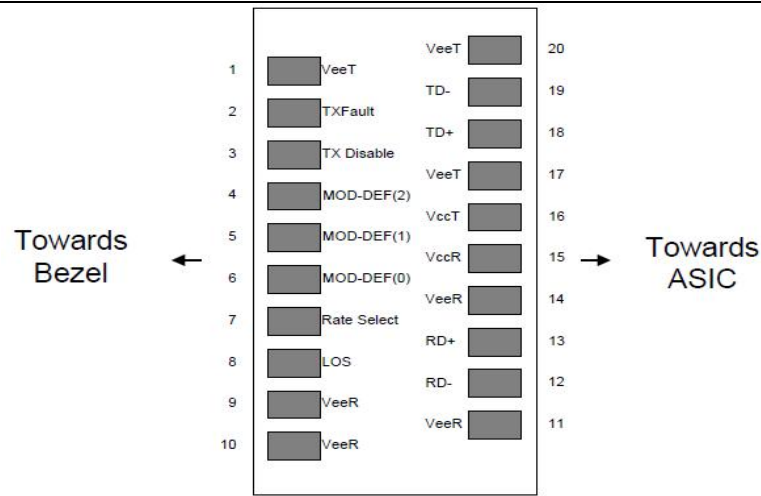 VeeT 20
1 VeeT
TD- 19
2 TXFault
TD+ 18
3 TX Disable
VeeT 17
4 MOD-DEF(2)
VccT 16
5 MOD-DEF(1)
Towards
Bezel
VccR 15
Towards
ASIC
6 MOD-DEF(0)
VeeR 14
7 Rate Select
RD+ 13
8 LOS
RD- 12
9 VeeR
VeeR 11
10 VeeR